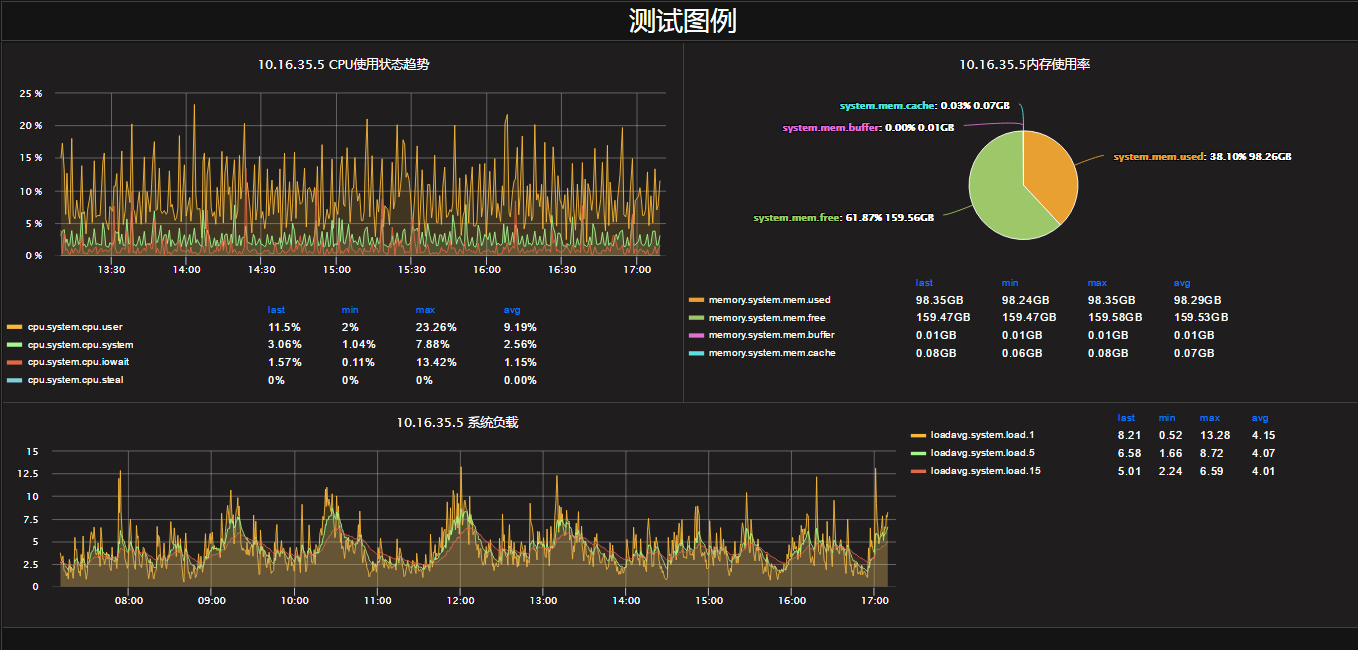 测试图例
10.16.35.5 CPU使用状态趋势
25 %
20 %
15 %
10 %
5 %
0 %
13:30 14:00 14:30 15:00 15:30 16:00 16:30 17:00
last min max avg
cpu.system.cpu.user 11.5% 2% 23.26% 9.19%
cpu.system.cpu.system 3.06% 1.04% 7.88% 2.56%
cpu.system.cpu.iowait 1.57% 0.11% 13.42% 1.15%
cpu.system.cpu.steal 0% 0% 0% 0.00%
10.16.35.5内存使用率
system.mem.cache: 0.03% 0.07GB
system.mem.buffer: 0.00% 0.01GB
system.mem.used: 38.10% 98.26GB
system.mem.free: 61.87% 159.56GB
last min max avg
memory.system.mem.used 98.35GB 98.24GB 98.35GB 98.29GB
memory.system.mem.free 159.47GB 159.47GB 159.58GB 159.53GB
memory.system.mem.buffer 0.01GB 0.01GB 0.01GB 0.01GB
memory.system.mem.cache 0.08GB 0.06GB 0.08GB 0.07GB
10.16.35.5 系统负载
15
12.5
10
7.5
5
2.5
0
08:00 09:00 10:00 11:00 12:00 13:00 14:00 15:00 16:00 17:00
last min max avg
loadavg.system.load.1 8.21 0.52 13.28 4.15
loadavg.system.load.5 6.58 1.66 8.72 4.07
loadavg.system.load.15 5.01 2.24 6.59 4.01